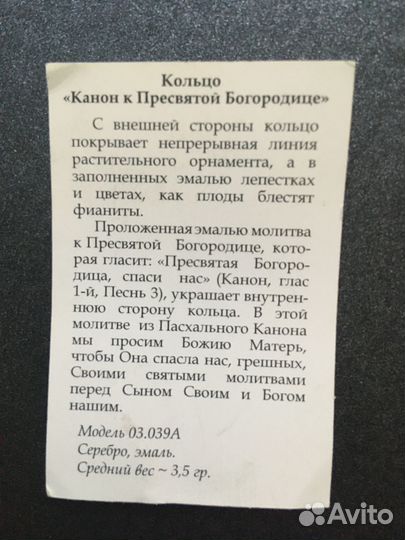 Кольцо
«Канон к Пресвятой Богородице»
С внешней стороны кольцо
покрывает непрерывная линия
растительного орнамента, а в
заполненных эмалью лепестках
и цветах, как плоды блестят
фианиты.
Проложенная эмалью молитва
к Пресвятой Богородице, кото-
рая гласит: «Пресвятая Богоро-
дица, спаси нас» (Канон, глас
1-й, Песнь 3), украшает внутрен-
нюю сторону кольца. В этой
молитве из Пасхального Канона
мы просим Божию Матерь,
чтобы Она спасла нас, грешных,
Своими святыми молитвами
перед Сыном Своим и Богом
нашим.
Модель 03.039А
Серебро, эмаль.
Средний вес ~ 3,5 гр.
Avito